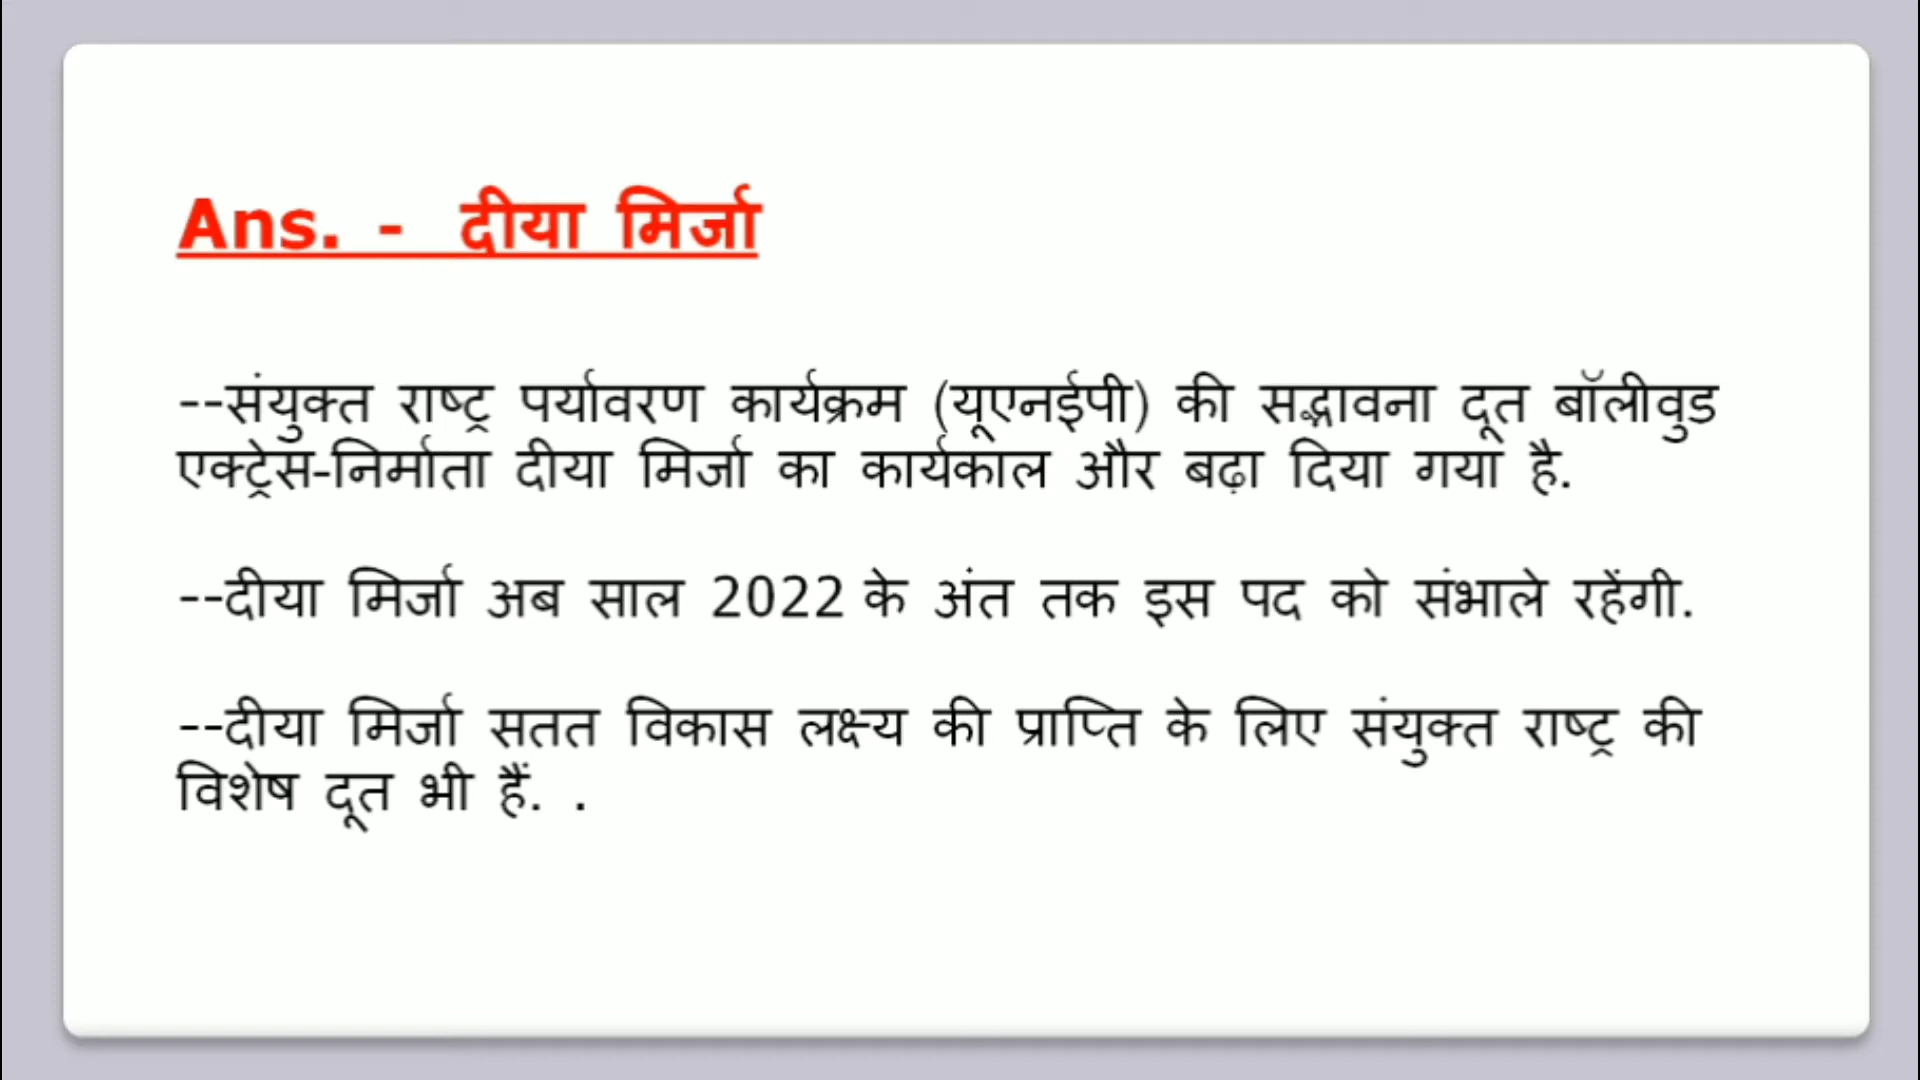 Ans. - दीया मिर्जा
--संयुक्त राष्ट्र पर्यावरण कार्यक्रम (यूएनईपी) की सद्भावना दूत बॉलीवुड
एक्ट्रेस-निर्माता दीया मिर्जा का कार्यकाल और बढ़ा दिया गया है.
--दीया मिर्जा अब साल 2022 के अंत तक इस पद को संभाले रहेंगी.
--दीया मिर्जा सतत विकास लक्ष्य की प्राप्ति के लिए संयुक्त राष्ट्र की
विशेष दूत भी हैं. .